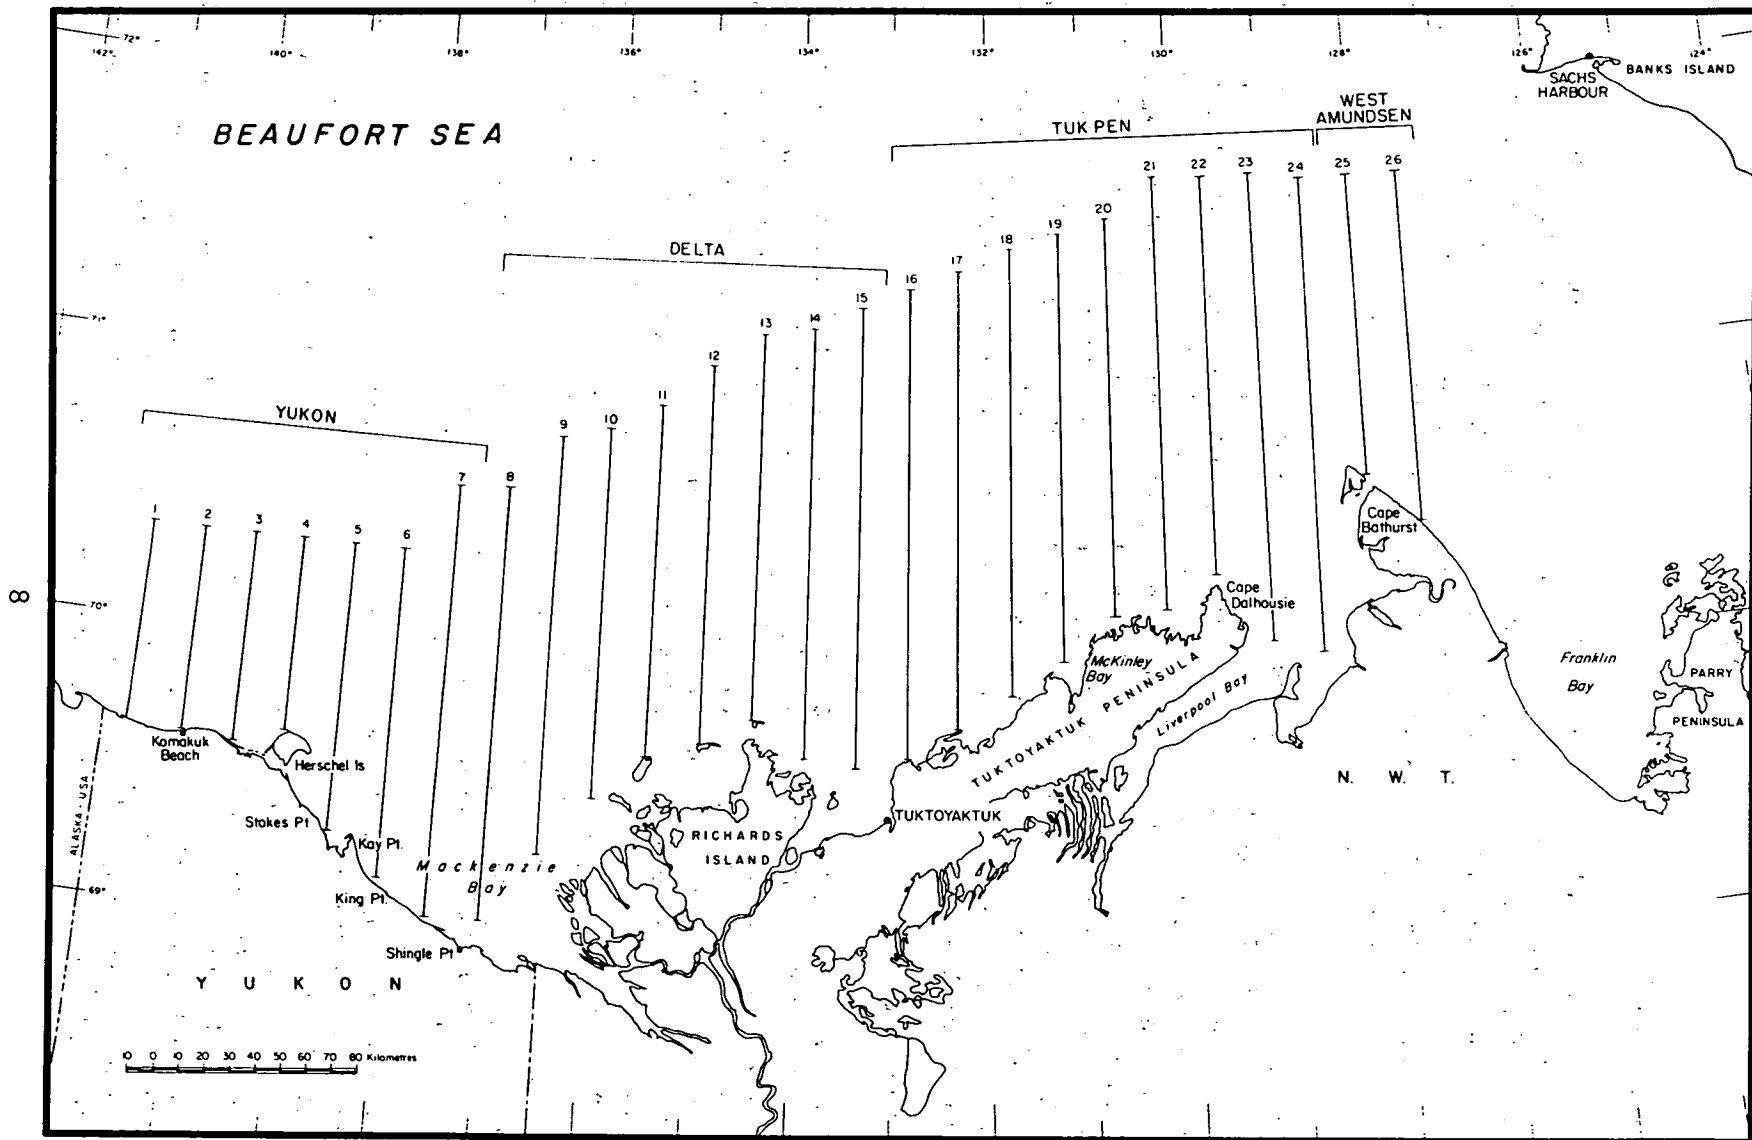 72°
142°
140°
138°
136°
134°
132°
130°
128°
126°
124°
BANKS ISLAND
SACHS
HARBOUR
WEST
AMUNDSEN
TUK PEN
BEAUFORT SEA
21
22
23
24
25
26
20
19
18
17
16
DELTA
15
14
13
12
71°
11
10
9
YUKON
7
8
1
2
3
4
5
6
Cape
Bathurst
8
70°
Cape
Dalhousie
McKinley
Bay
Franklin
Bay
PARRY
PENINSULA
Liverpool Bay
TUKTOYAKTUK PENINSULA
Komakuk
Beach
Herschel Is
N. W. T.
ALASKA USA
Stokes Pt
TUKTOYAKTUK
RICHARDS
ISLAND
Kay Pt.
Mackenzie
Bay
69°
King Pt.
Shingle Pt
YUKON
10 0 10 20 30 40 50 60 70 80 Kilometres